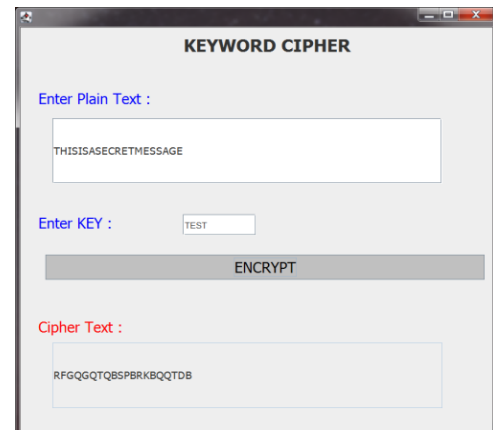 KEYWORD CIPHER
Enter Plain Text :
THISISASECRETMESSAGE
Enter KEY :
TEST
ENCRYPT
Cipher Text :
RFGQGQTQBSPBRKBQQTDB